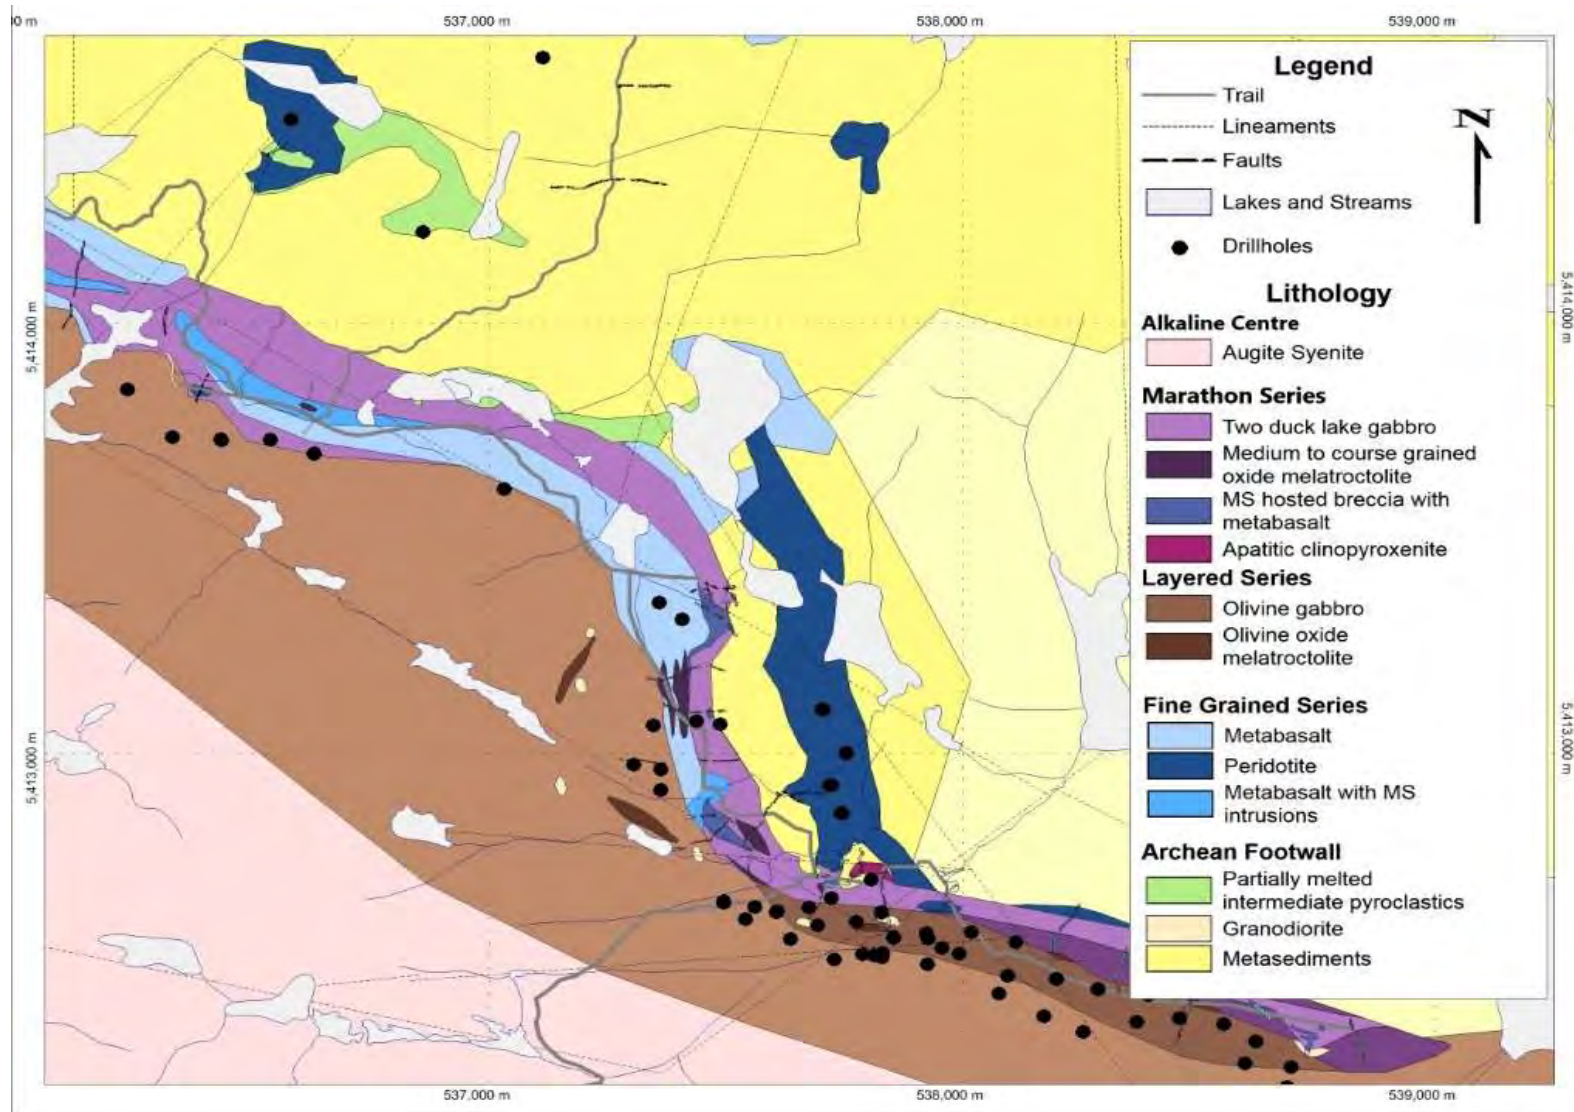 00 m
537,000 m
538,000 m
539,000 m
Legend
Trail
Lineaments
Faults
Lakes and Streams
Drillholes
N
Lithology
Alkaline Centre
Augite Syenite
Marathon Series
Two duck lake gabbro
Medium to course grained
oxide melatroctolite
MS hosted breccia with
metabasalt
Apatitic clinopyroxenite
Layered Series
Olivine gabbro
Olivine oxide
melatroctolite
Fine Grained Series
Metabasalt
Peridotite
Metabasalt with MS
intrusions
Archean Footwall
Partially melted
intermediate pyroclastics
Granodiorite
Metasediments
5,414,000 m
5,413,000 m
5,414,000 m
5,413,000 m
537,000 m
538,000 m
539,000 m